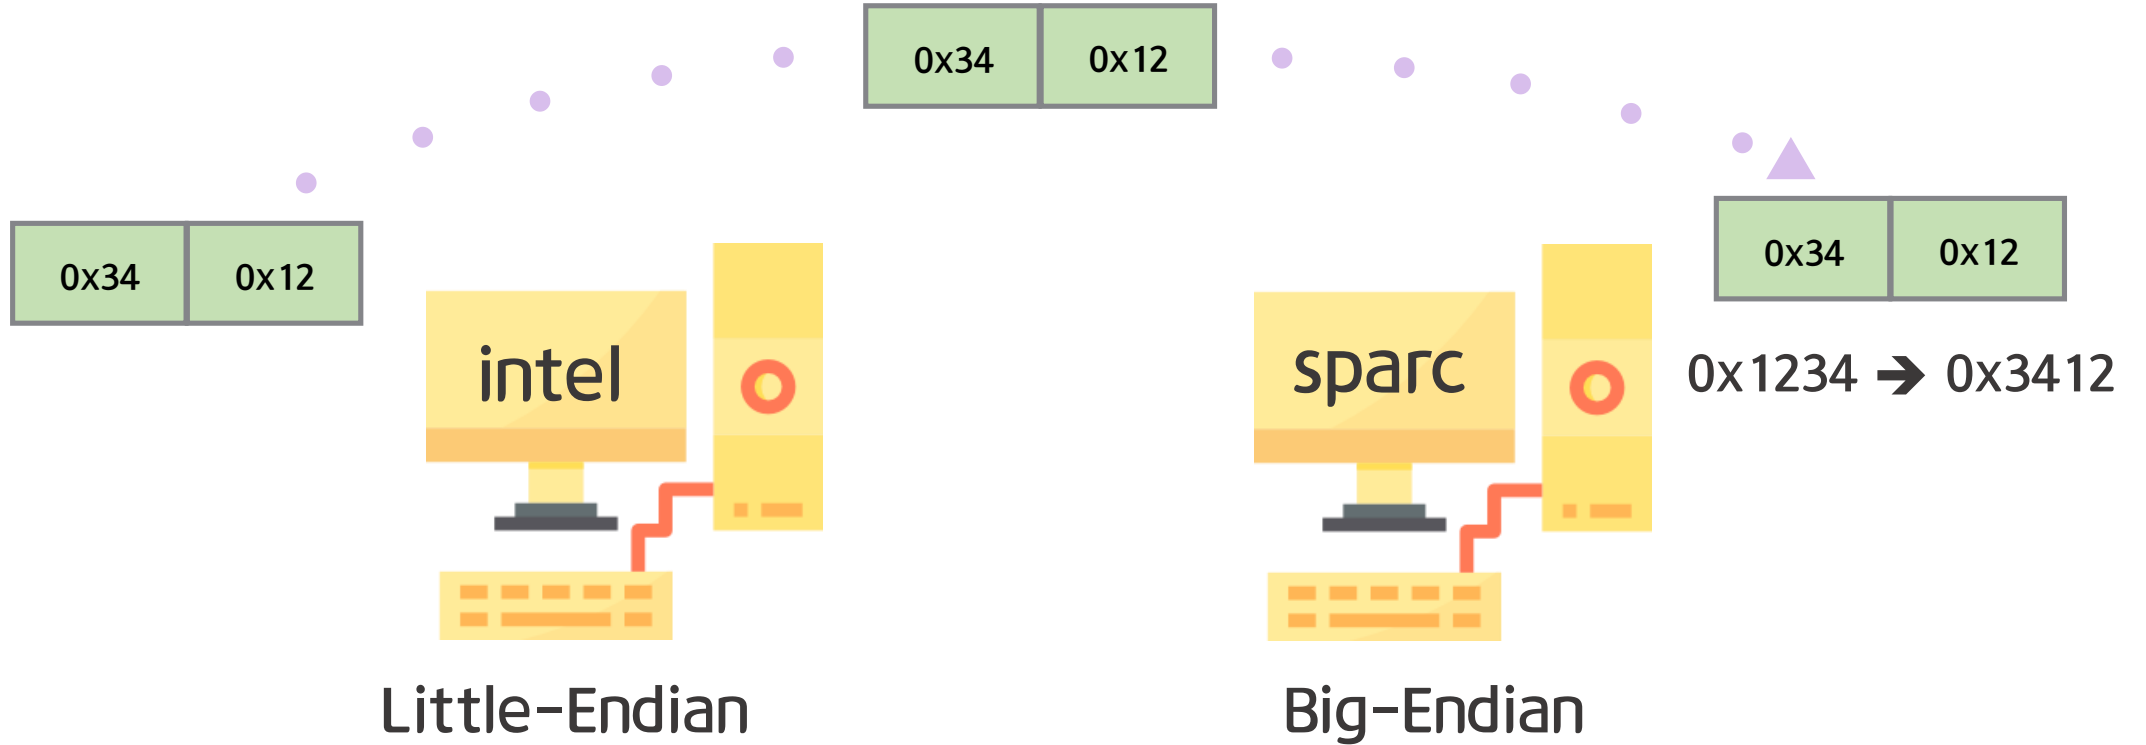 0x34 0x12
0x34 0x12
0x34 0x12
intel
sparc
0x1234 ➔ 0x3412
Little-Endian
Big-Endian